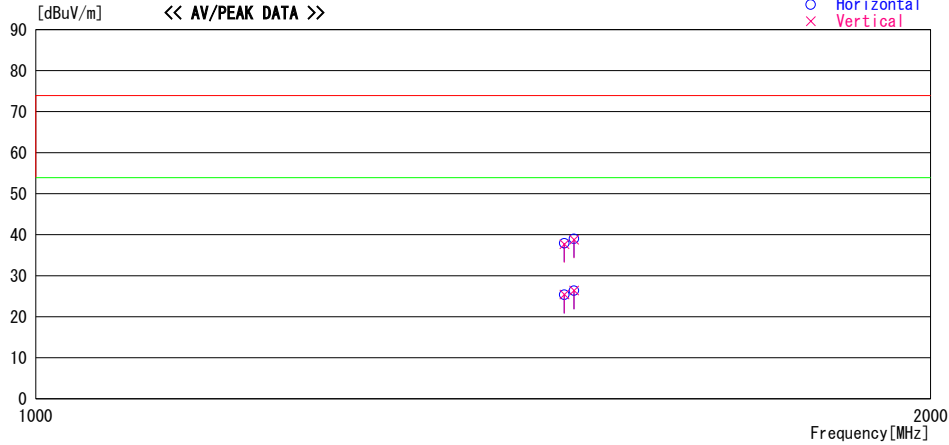 [dBuV/m] << AV/PEAK DATA >>
○ Horizontal
× Vertical
90
80
70
60
50
40
30
20
10
0
1000 2000
Frequency[MHz]